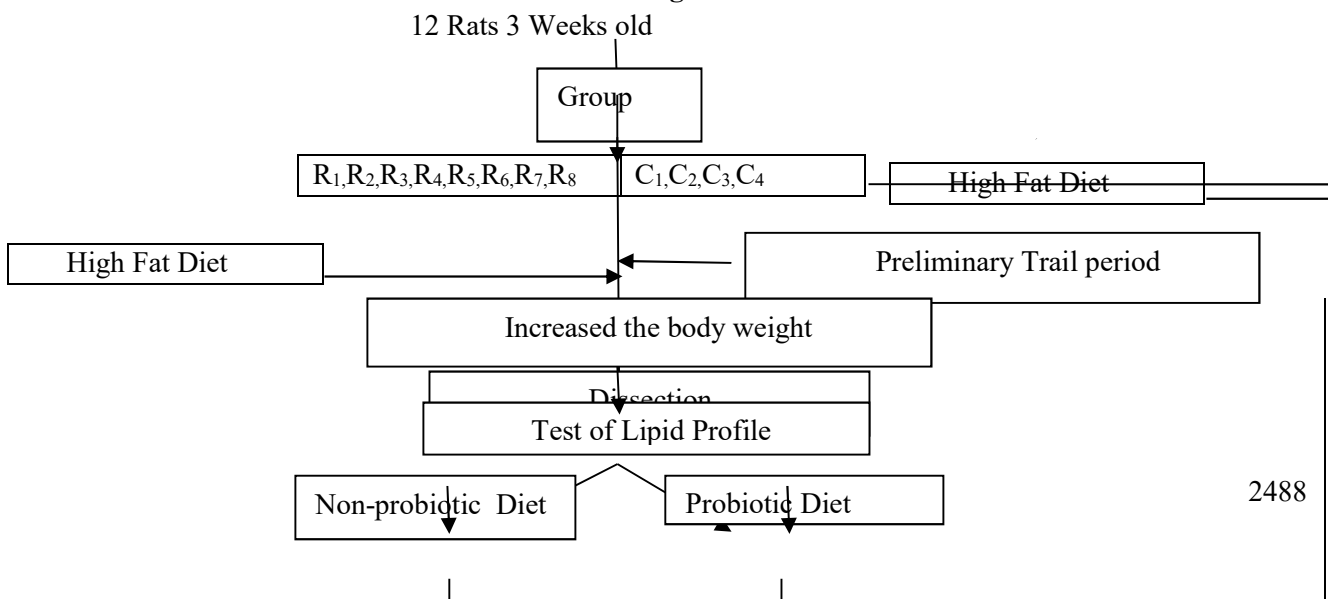 12 Rats 3 Weeks old
Group
R₁,R₂,R₃,R₄,R₅,R₆,R₇,R₈ C₁,C₂,C₃,C₄
High Fat Diet
High Fat Diet
Preliminary Trail period
Increased the body weight
Dissection
Test of Lipid Profile
Non-probiotic Diet
Probiotic Diet
2488